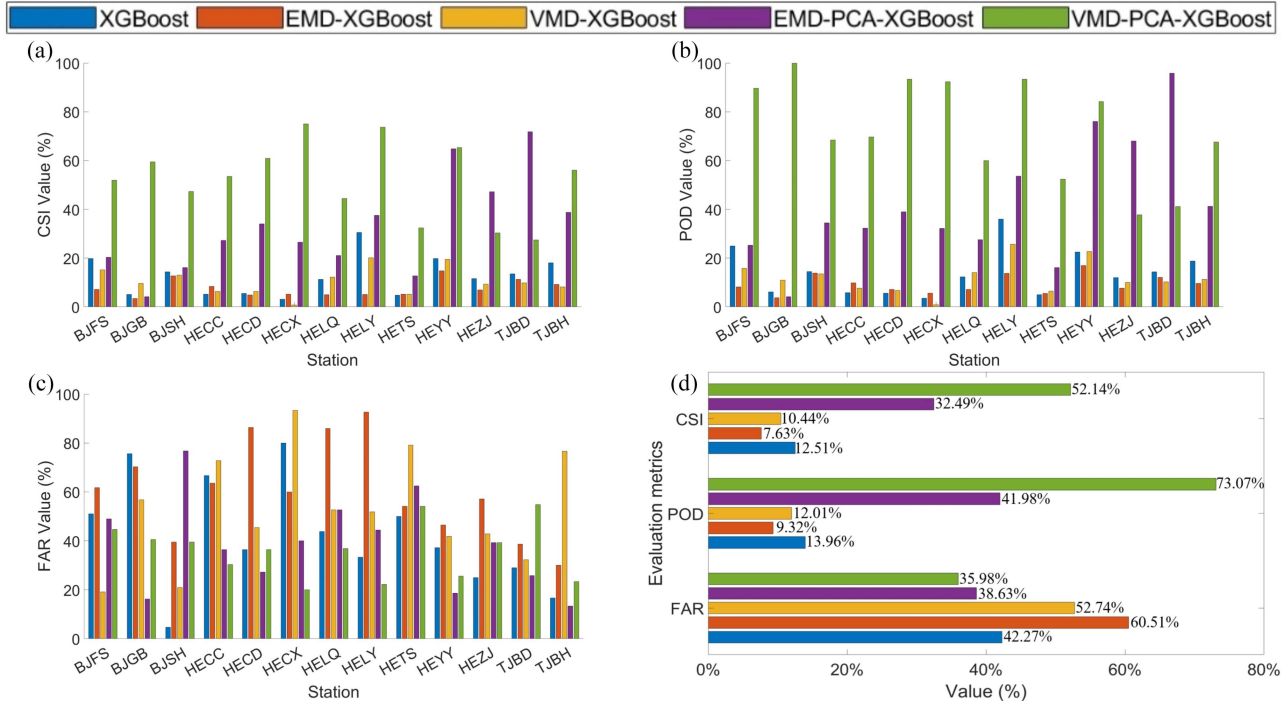 XGBoost EMD-XGBoost VMD-XGBoost EMD-PCA-XGBoost VMD-PCA-XGBoost
(a)
CSI Value (%)
100
80
60
40
20
0
BJFS BJGB BJSH HECC HECD HECX HELQ HELY HETS HEYY HEZJ TJBD TJBH
Station
(b)
POD Value (%)
100
80
60
40
20
0
BJFS BJGB BJSH HECC HECD HECX HELQ HELY HETS HEYY HEZJ TJBD TJBH
Station
(c)
FAR Value (%)
100
80
60
40
20
0
BJFS BJGB BJSH HECC HECD HECX HELQ HELY HETS HEYY HEZJ TJBD TJBH
Station
(d)
Evaluation metrics
CSI
52.14%
32.49%
10.44%
7.63%
12.51%
POD
73.07%
41.98%
12.01%
9.32%
13.96%
FAR
35.98%
38.63%
52.74%
60.51%
42.27%
0% 20% 40% 60% 80%
Value (%)